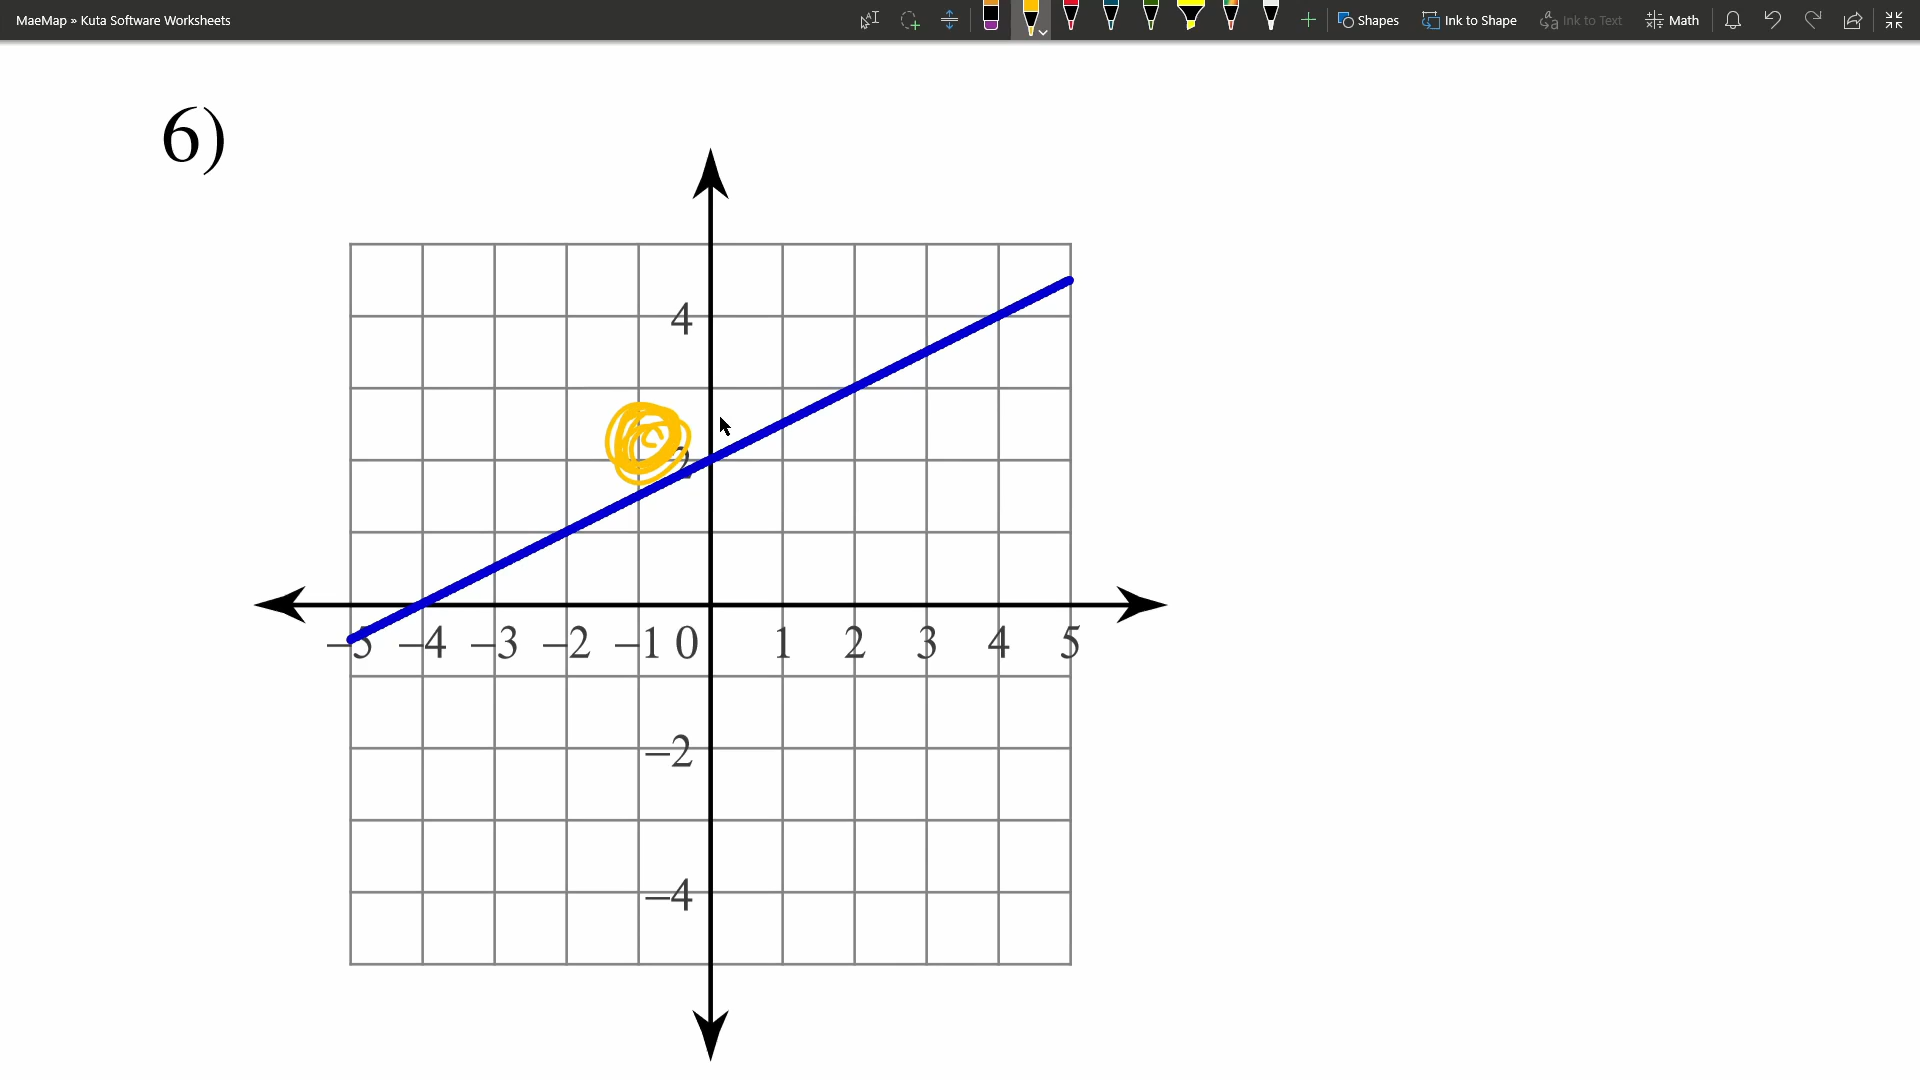 MaeMap » Kuta Software Worksheets
Shapes
Ink to Shape
Ink to Text
Math
6)
4
2
−5 −4 −3 −2 −1 0 1 2 3 4 5
−2
−4